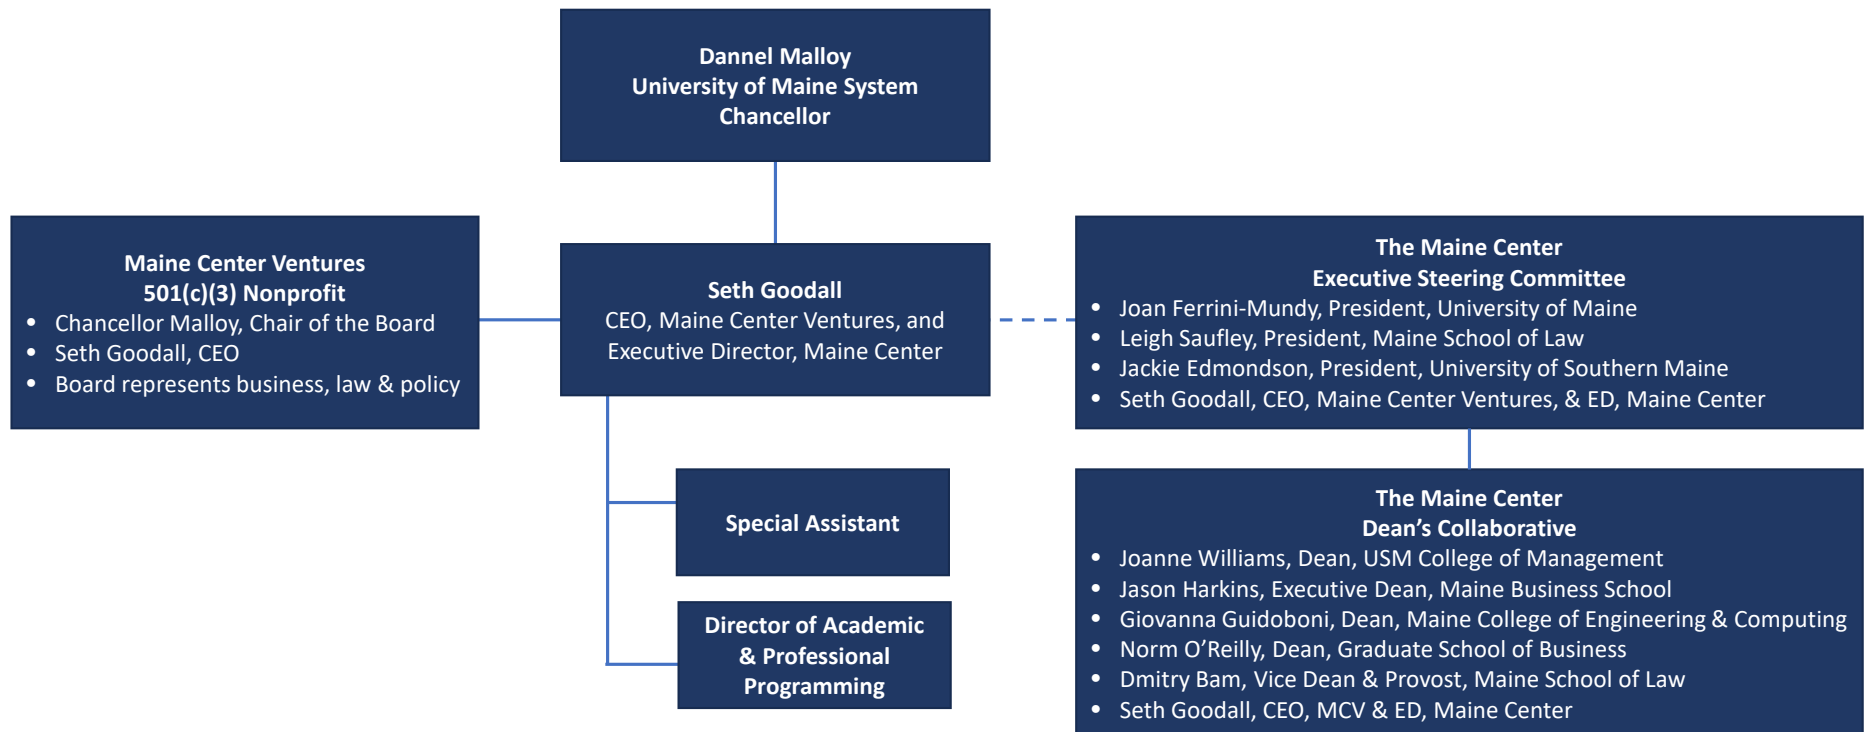 Dannel Malloy
University of Maine System
Chancellor
Maine Center Ventures
501(c)(3) Nonprofit
• Chancellor Malloy, Chair of the Board
• Seth Goodall, CEO
• Board represents business, law & policy
Seth Goodall
CEO, Maine Center Ventures, and
Executive Director, Maine Center
The Maine Center
Executive Steering Committee
• Joan Ferrini-Mundy, President, University of Maine
• Leigh Saufley, President, Maine School of Law
• Jackie Edmondson, President, University of Southern Maine
• Seth Goodall, CEO, Maine Center Ventures, & ED, Maine Center
Special Assistant
Director of Academic
& Professional
Programming
The Maine Center
Dean’s Collaborative
• Joanne Williams, Dean, USM College of Management
• Jason Harkins, Executive Dean, Maine Business School
• Giovanna Guidoboni, Dean, Maine College of Engineering & Computing
• Norm O’Reilly, Dean, Graduate School of Business
• Dmitry Bam, Vice Dean & Provost, Maine School of Law
• Seth Goodall, CEO, MCV & ED, Maine Center